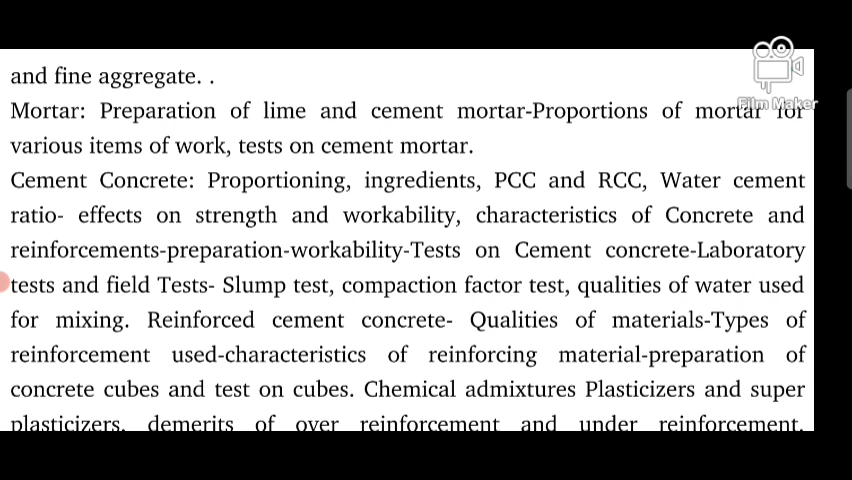 and fine aggregate. .
Mortar: Preparation of lime and cement mortar-Proportions of mortar for
various items of work, tests on cement mortar.
Cement Concrete: Proportioning, ingredients, PCC and RCC, Water cement
ratio- effects on strength and workability, characteristics of Concrete and
reinforcements-preparation-workability-Tests on Cement concrete-Laboratory
tests and field Tests- Slump test, compaction factor test, qualities of water used
for mixing. Reinforced cement concrete- Qualities of materials-Types of
reinforcement used-characteristics of reinforcing material-preparation of
concrete cubes and test on cubes. Chemical admixtures Plasticizers and super
plasticizers, demerits of over reinforcement and under reinforcement.
Film Maker